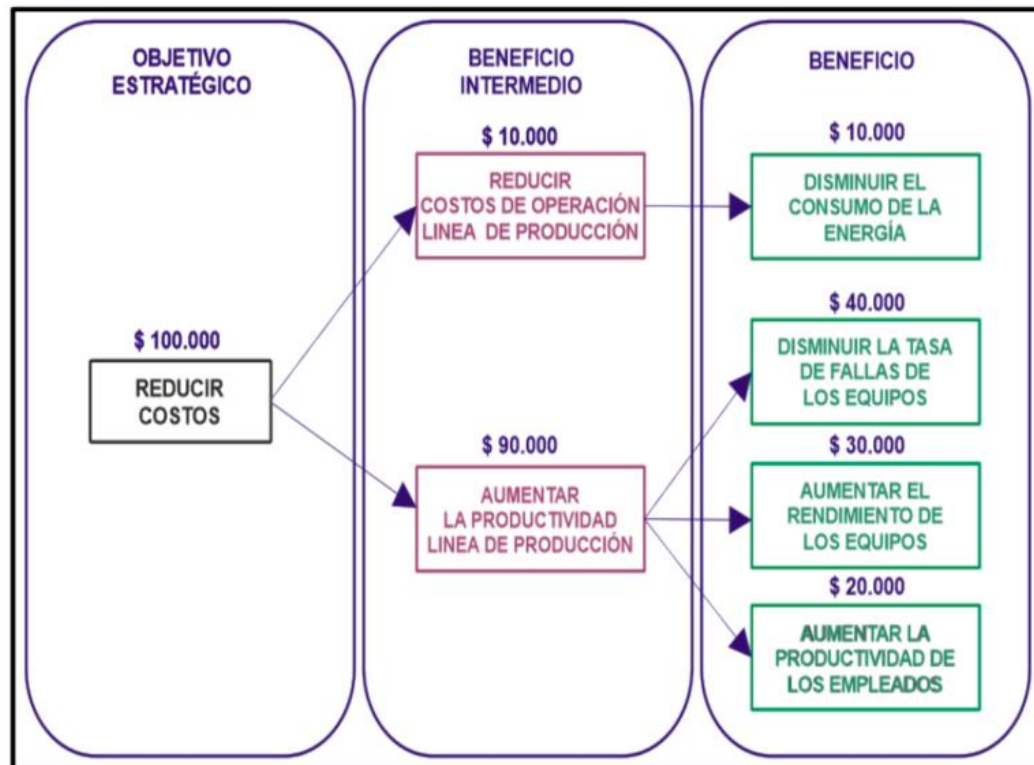 OBJETIVO
ESTRATÉGICO
$ 100.000
REDUCIR
COSTOS
BENEFICIO
INTERMEDIO
$ 10.000
REDUCIR
COSTOS DE OPERACIÓN
LINEA DE PRODUCCIÓN
$ 90.000
AUMENTAR
LA PRODUCTIVIDAD
LINEA DE PRODUCCIÓN
BENEFICIO
$ 10.000
DISMINUIR EL
CONSUMO DE LA
ENERGÍA
$ 40.000
DISMINUIR LA TASA
DE FALLAS DE
LOS EQUIPOS
$ 30.000
AUMENTAR EL
RENDIMIENTO DE
LOS EQUIPOS
$ 20.000
AUMENTAR LA
PRODUCTIVIDAD DE
LOS EMPLEADOS